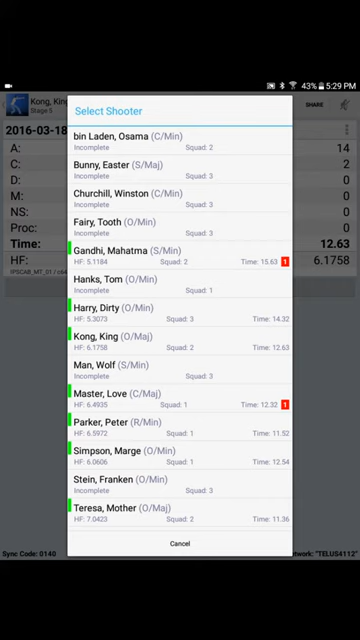 43% 5:29 PM
Kong, King
Stage 5
SHARE
2016-03-18
A: 14
C: 2
D:
M:
NS:
Proc:
Time: 12.63
HF: 6.1758
Select Shooter
bin Laden, Osama (C/Min)
Incomplete Squad: 2
Bunny, Easter (S/Maj)
Incomplete Squad: 3
Churchill, Winston (C/Min)
Incomplete Squad: 3
Fairy, Tooth (O/Min)
Incomplete Squad: 3
Gandhi, Mahatma (S/Min)
HF: 5.1184 Squad: 2 Time: 15.63 1
Hanks, Tom (O/Min)
Incomplete Squad: 1
Harry, Dirty (O/Min)
HF: 5.3073 Squad: 3 Time: 14.32
Kong, King (O/Maj)
HF: 6.1758 Squad: 2 Time: 12.63
Man, Wolf (S/Min)
Incomplete Squad: 3
Master, Love (C/Maj)
HF: 6.4935 Squad: 1 Time: 12.32 1
Parker, Peter (R/Min)
HF: 6.5972 Squad: 1 Time: 11.52
Simpson, Marge (O/Min)
HF: 6.0606 Squad: 1 Time: 12.54
Stein, Franken (O/Min)
Incomplete Squad: 3
Teresa, Mother (O/Maj)
HF: 7.0423 Squad: 2 Time: 11.36
Cancel
Sync Code: 0140 "TELUS4112"